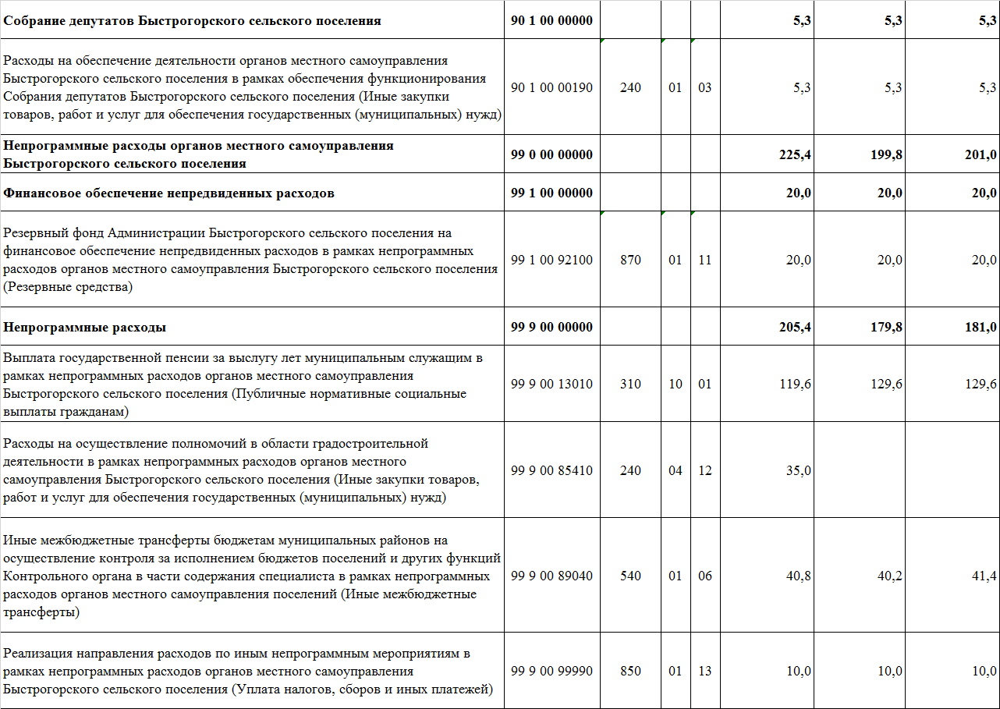 Собрание депутатов Быстрогорского сельского поселения 90 1 00 00000 5,3 5,3 5,3
Расходы на обеспечение деятельности органов местного самоуправления
Быстрогорского сельского поселения в рамках обеспечения функционирования
Собрания депутатов Быстрогорского сельского поселения (Иные закупки
товаров, работ и услуг для обеспечения государственных (муниципальных) нужд)
90 1 00 00190 240 01 03 5,3 5,3 5,3
Непрограммные расходы органов местного самоуправления
Быстрогорского сельского поселения
99 0 00 00000 225,4 199,8 201,0
Финансовое обеспечение непредвиденных расходов 99 1 00 00000 20,0 20,0 20,0
Резервный фонд Администрации Быстрогорского сельского поселения на
финансовое обеспечение непредвиденных расходов в рамках непрограммных
расходов органов местного самоуправления Быстрогорского сельского поселения
(Резервные средства)
99 1 00 92100 870 01 11 20,0 20,0 20,0
Непрограммные расходы 99 9 00 00000 205,4 179,8 181,0
Выплата государственной пенсии за выслугу лет муниципальным служащим в
рамках непрограммных расходов органов местного самоуправления
Быстрогорского сельского поселения (Публичные нормативные социальные
выплаты гражданам)
99 9 00 13010 310 10 01 119,6 129,6 129,6
Расходы на осуществление полномочий в области градостроительной
деятельности в рамках непрограммных расходов органов местного
самоуправления Быстрогорского сельского поселения (Иные закупки товаров,
работ и услуг для обеспечения государственных (муниципальных) нужд)
99 9 00 85410 240 04 12 35,0
Иные межбюджетные трансферты бюджетам муниципальных районов на
осуществление контроля за исполнением бюджетов поселений и других функций
Контрольного органа в части содержания специалиста в рамках непрограммных
расходов органов местного самоуправления поселений (Иные межбюджетные
трансферты)
99 9 00 89040 540 01 06 40,8 40,2 41,4
Реализация направления расходов по иным непрограммным мероприятиям в
рамках непрограммных расходов органов местного самоуправления
Быстрогорского сельского поселения (Уплата налогов, сборов и иных платежей)
99 9 00 99990 850 01 13 10,0 10,0 10,0